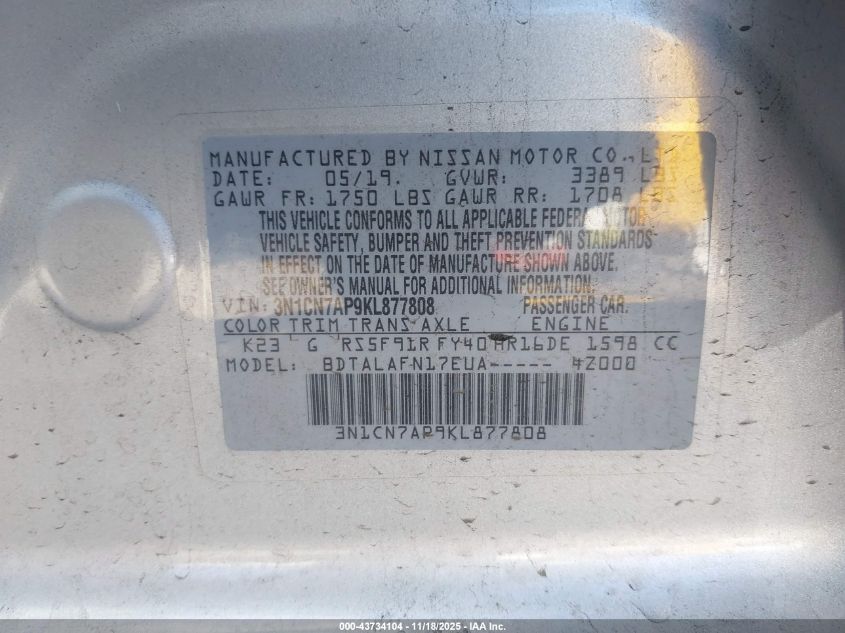 MANUFACTURED BY NISSAN MOTOR CO., L
DATE: 05/19. GVWR: 3389 LBS
GAWR FR: 1750 LBS GAWR RR: 1708 LBS
THIS VEHICLE CONFORMS TO ALL APPLICABLE FEDERAL MOTOR
VEHICLE SAFETY, BUMPER AND THEFT PREVENTION STANDARDS
IN EFFECT ON THE DATE OF MANUFACTURE SHOWN ABOVE.
SEE OWNER'S MANUAL FOR ADDITIONAL INFORMATION.
VIN: 3N1CN7AP9KL877808 PASSENGER CAR.
COLOR TRIM TRANS AXLE ENGINE
K23 G RS5F91R FY40 HR16DE 1598 CC
MODEL: BDTALAFN17EUA----- 4Z000
3N1CN7AP9KL877808
000-43734104 - 11/18/2025 - IAA Inc.